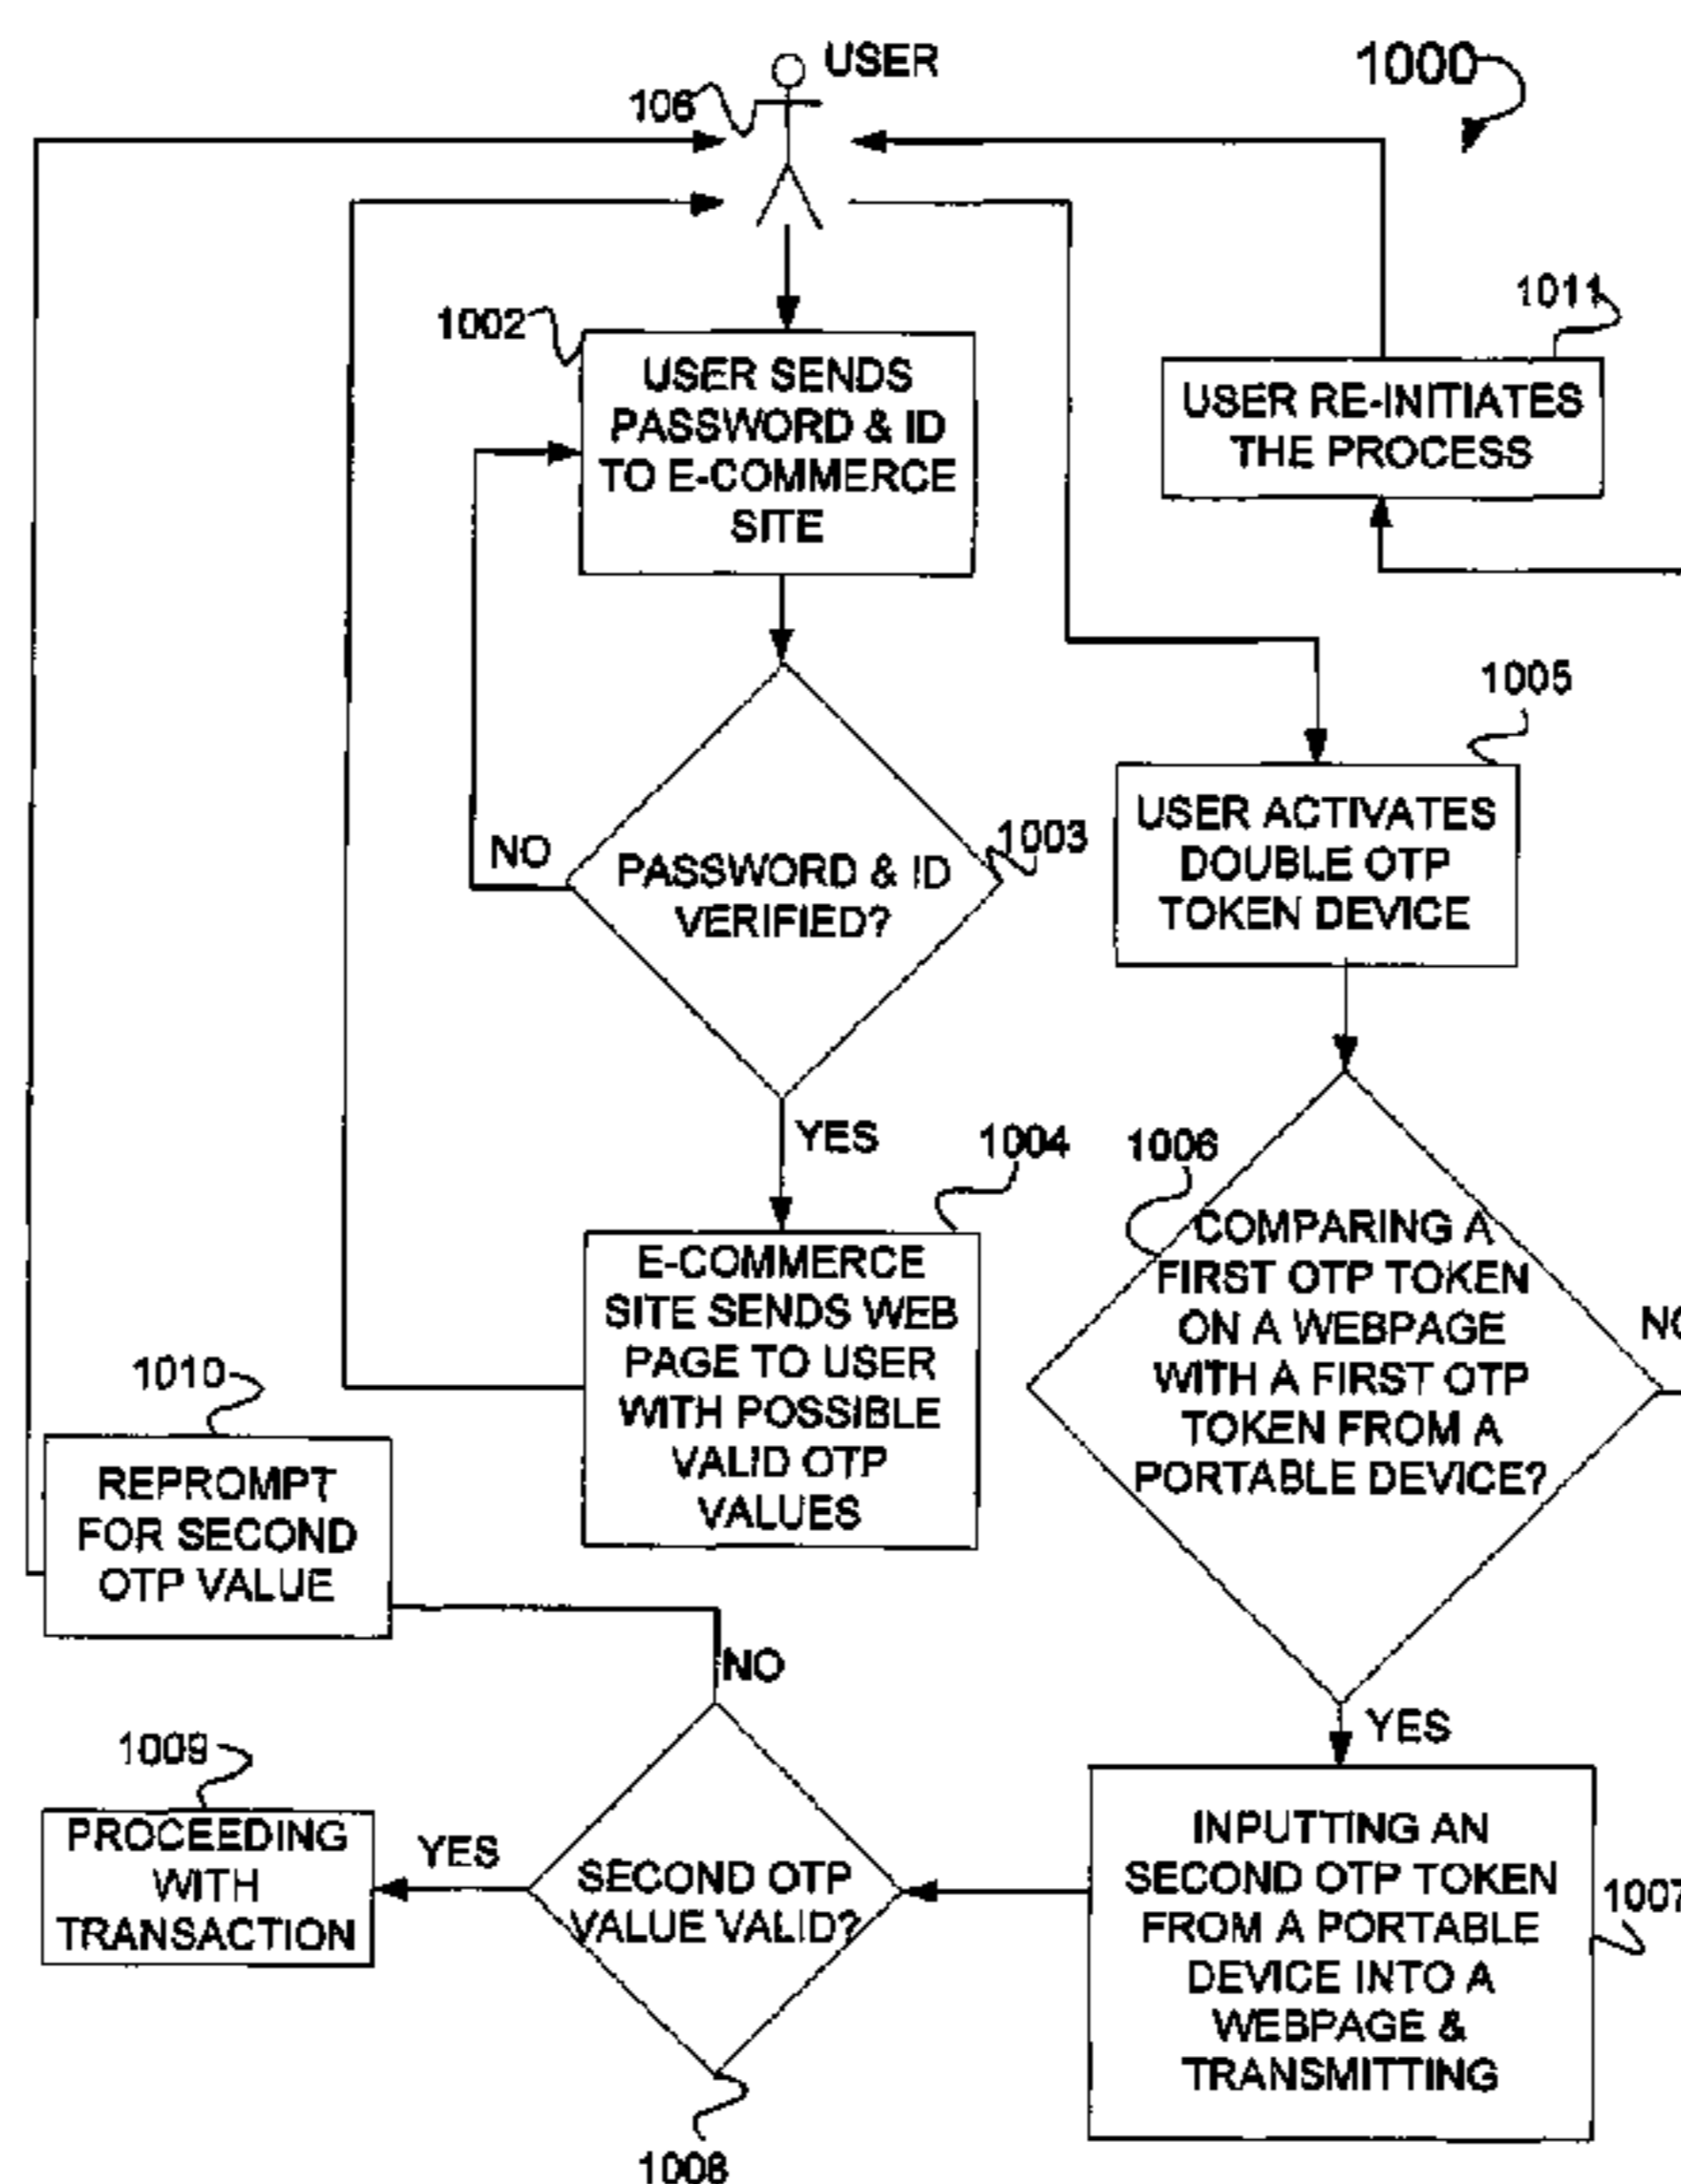 USER
1000
106
1011
1002
USER SENDS
PASSWORD & ID
TO E-COMMERCE
SITE
USER RE-INITIATES
THE PROCESS
1005
USER ACTIVATES
DOUBLE OTP
TOKEN DEVICE
1003
NO
PASSWORD & ID
VERIFIED?
YES
1004
1006
E-COMMERCE
SITE SENDS WEB
PAGE TO USER
WITH POSSIBLE
VALID OTP
VALUES
COMPARING A
FIRST OTP TOKEN
ON A WEBPAGE
WITH A FIRST OTP
TOKEN FROM A
PORTABLE DEVICE?
NO
1010
REPROMPT
FOR SECOND
OTP VALUE
NO
YES
1009
PROCEEDING
WITH
TRANSACTION
YES
SECOND OTP
VALUE VALID?
INPUTTING AN
SECOND OTP TOKEN
FROM A PORTABLE
DEVICE INTO A
WEBPAGE &
TRANSMITTING
1007
1008